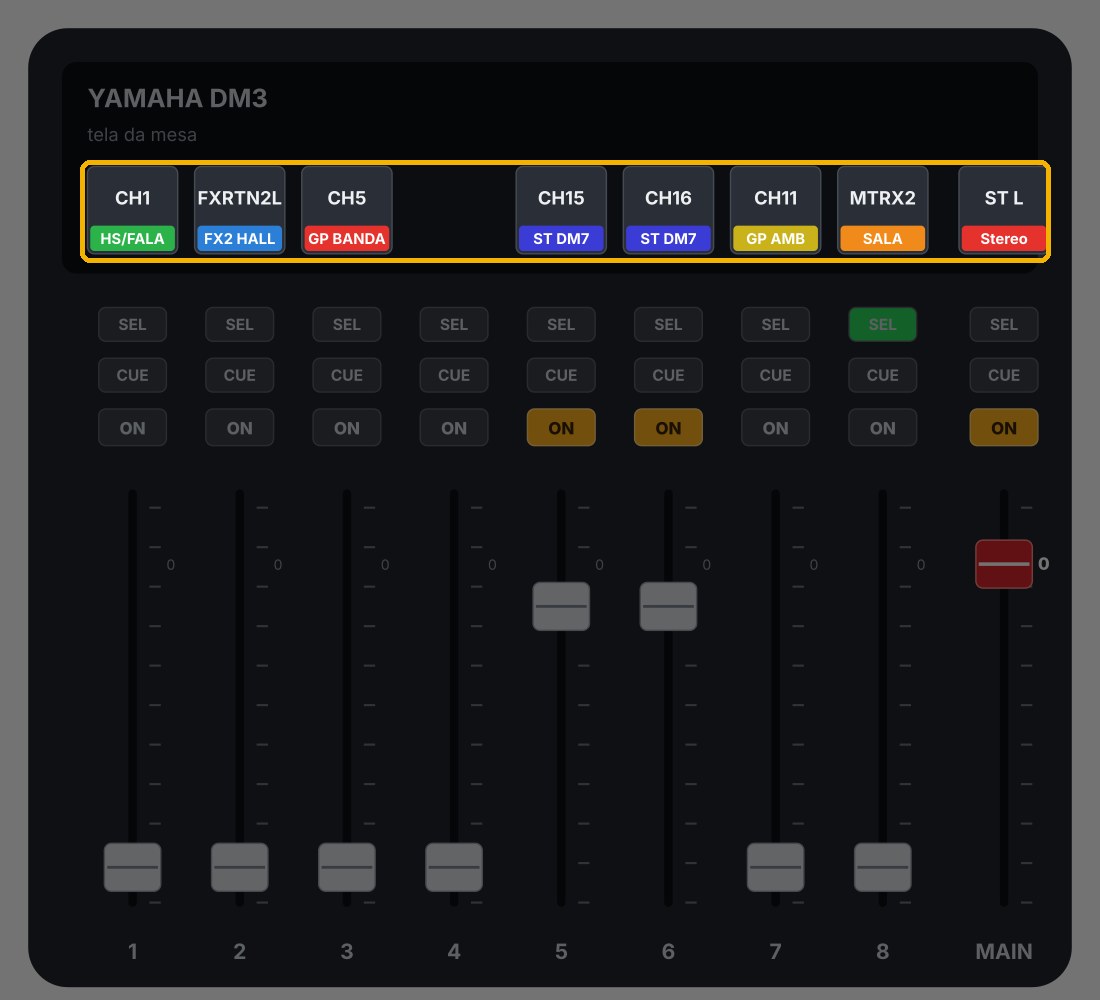 YAMAHA DM3
tela da mesa
CH1 FXRTN2L CH5 CH15 CH16 CH11 MTRX2 ST L
HS/FALA FX2 HALL GP BANDA ST DM7 ST DM7 GP AMB SALA Stereo
SEL SEL SEL SEL SEL SEL SEL SEL SEL
CUE CUE CUE CUE CUE CUE CUE CUE CUE
ON ON ON ON ON ON ON ON ON
0 0 0 0 0 0 0 0 0
1 2 3 4 5 6 7 8 MAIN